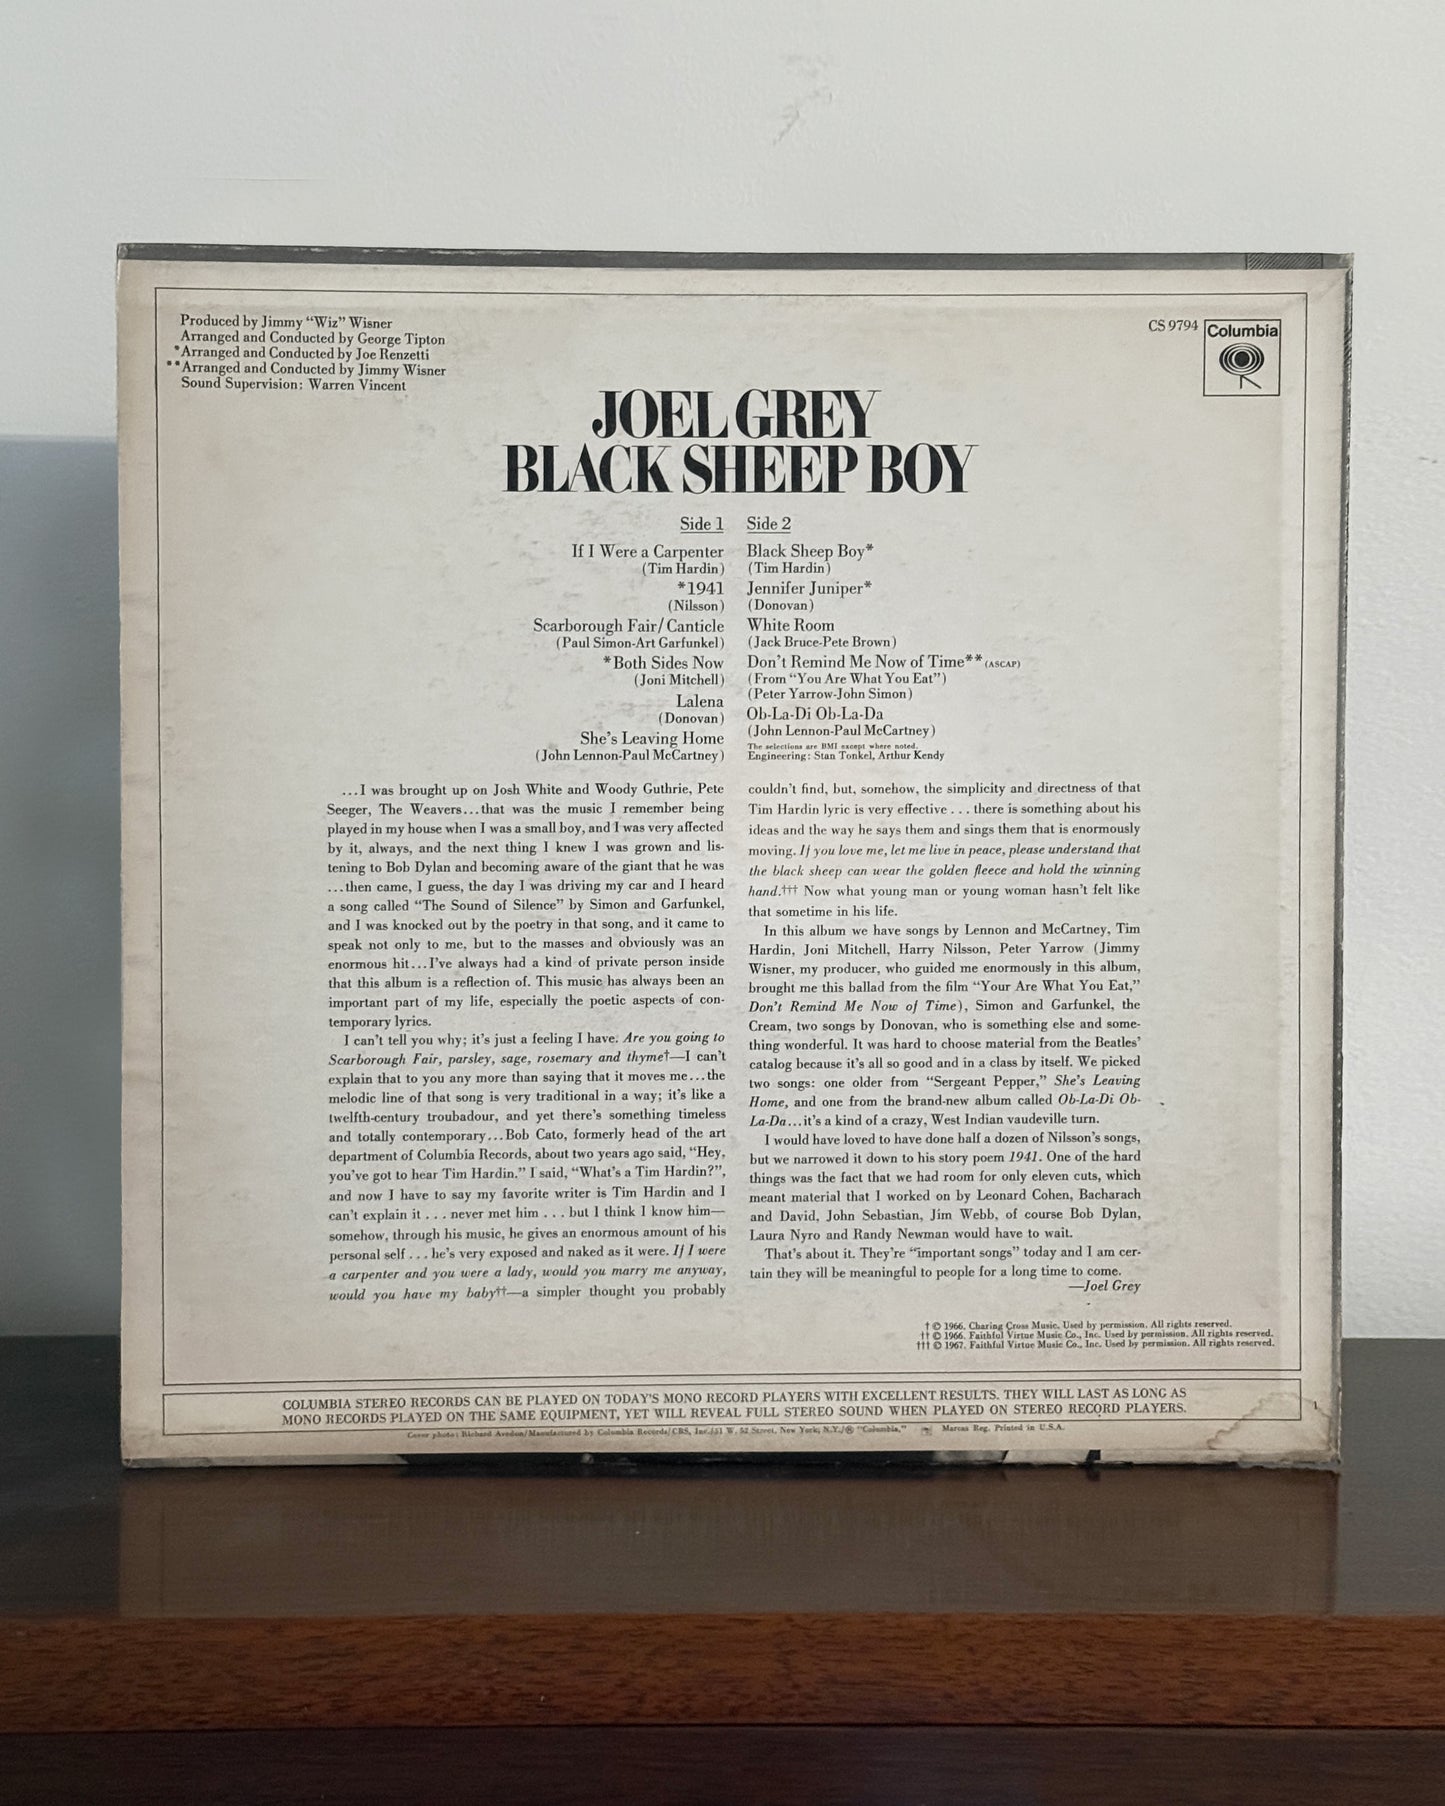 Produced by Jimmy “Wiz” Wisner
Arranged and Conducted by George Tipton
*Arranged and Conducted by Joe Renzetti
**Arranged and Conducted by Jimmy Wisner
Sound Supervision: Warren Vincent
CS 9794
Columbia
JOEL GREY
BLACK SHEEP BOY
Side 1
If I Were a Carpenter
(Tim Hardin)
*1941
(Nilsson)
Scarborough Fair/Canticle
(Paul Simon-Art Garfunkel)
*Both Sides Now
(Joni Mitchell)
Lalena
(Donovan)
She’s Leaving Home
(John Lennon-Paul McCartney)
Side 2
Black Sheep Boy*
(Tim Hardin)
Jennifer Juniper*
(Donovan)
White Room
(Jack Bruce-Pete Brown)
Don’t Remind Me Now of Time** (ASCAP)
(From “You Are What You Eat”)
(Peter Yarrow-John Simon)
Ob-La-Di Ob-La-Da
(John Lennon-Paul McCartney)
The selections are BMI except where noted.
Engineering: Stan Tonkel, Arthur Kendy
...I was brought up on Josh White and Woody Guthrie, Pete
Seeger, The Weavers...that was the music I remember being
played in my house when I was a small boy, and I was very affected
by it, always, and the next thing I knew I was grown and lis-
tening to Bob Dylan and becoming aware of the giant that he was
...then came, I guess, the day I was driving my car and I heard
a song called “The Sound of Silence” by Simon and Garfunkel,
and I was knocked out by the poetry in that song, and it came to
speak not only to me, but to the masses and obviously was an
enormous hit...I’ve always had a kind of private person inside
that this album is a reflection of. This music has always been an
important part of my life, especially the poetic aspects of con-
temporary lyrics.
I can’t tell you why; it’s just a feeling I have. Are you going to
Scarborough Fair, parsley, sage, rosemary and thyme†—I can’t
explain that to you any more than saying that it moves me...the
melodic line of that song is very traditional in a way; it’s like a
twelfth-century troubadour, and yet there’s something timeless
and totally contemporary...Bob Cato, formerly head of the art
department of Columbia Records, about two years ago said, “Hey,
you’ve got to hear Tim Hardin.” I said, “What’s a Tim Hardin?”,
and now I have to say my favorite writer is Tim Hardin and I
can’t explain it . . . never met him . . . but I think I know him—
somehow, through his music, he gives an enormous amount of his
personal self . . . he’s very exposed and naked as it were. If I were
a carpenter and you were a lady, would you marry me anyway,
would you have my baby††—a simpler thought you probably
couldn’t find, but, somehow, the simplicity and directness of that
Tim Hardin lyric is very effective . . . there is something about his
ideas and the way he says them and sings them that is enormously
moving. If you love me, let me live in peace, please understand that
the black sheep can wear the golden fleece and hold the winning
hand.††† Now what young man or young woman hasn’t felt like
that sometime in his life.
In this album we have songs by Lennon and McCartney, Tim
Hardin, Joni Mitchell, Harry Nilsson, Peter Yarrow (Jimmy
Wisner, my producer, who guided me enormously in this album,
brought me this ballad from the film “Your Are What You Eat,”
Don’t Remind Me Now of Time), Simon and Garfunkel, the
Cream, two songs by Donovan, who is something else and some-
thing wonderful. It was hard to choose material from the Beatles’
catalog because it’s all so good and in a class by itself. We picked
two songs: one older from “Sergeant Pepper,” She’s Leaving
Home, and one from the brand-new album called Ob-La-Di Ob-
La-Da...it’s a kind of a crazy, West Indian vaudeville turn.
I would have loved to have done half a dozen of Nilsson’s songs,
but we narrowed it down to his story poem 1941. One of the hard
things was the fact that we had room for only eleven cuts, which
meant material that I worked on by Leonard Cohen, Bacharach
and David, John Sebastian, Jim Webb, of course Bob Dylan,
Laura Nyro and Randy Newman would have to wait.
That’s about it. They’re “important songs” today and I am cer-
tain they will be meaningful to people for a long time to come.
—Joel Grey
† © 1966. Charing Cross Music. Used by permission. All rights reserved.
†† © 1966. Faithful Virtue Music Co., Inc. Used by permission. All rights reserved.
††† © 1967. Faithful Virtue Music Co., Inc. Used by permission. All rights reserved.
COLUMBIA STEREO RECORDS CAN BE PLAYED ON TODAY’S MONO RECORD PLAYERS WITH EXCELLENT RESULTS. THEY WILL LAST AS LONG AS
MONO RECORDS PLAYED ON THE SAME EQUIPMENT, YET WILL REVEAL FULL STEREO SOUND WHEN PLAYED ON STEREO RECORD PLAYERS.
1
Cover photo: Richard Avedon/Manufactured by Columbia Records/CBS, Inc./51 W. 52 Street, New York, N.Y./® “Columbia,” Marcas Reg. Printed in U.S.A.